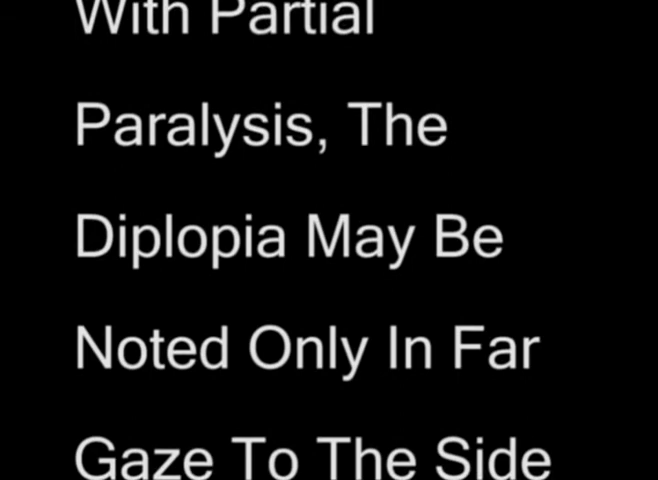 With Partial
Paralysis, The
Diplopia May Be
Noted Only In Far
Gaze To The Side